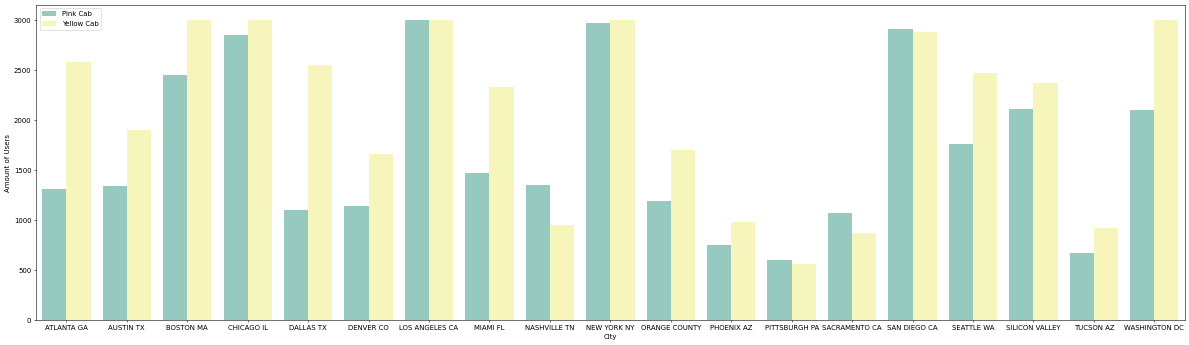 Pink Cab
Yellow Cab
3000
2500
2000
1500
1000
500
0
Amount of Users
ATLANTA GA AUSTIN TX BOSTON MA CHICAGO IL DALLAS TX DENVER CO LOS ANGELES CA MIAMI FL NASHVILLE TN NEW YORK NY ORANGE COUNTY PHOENIX AZ PITTSBURGH PA SACRAMENTO CA SAN DIEGO CA SEATTLE WA SILICON VALLEY TUCSON AZ WASHINGTON DC
City